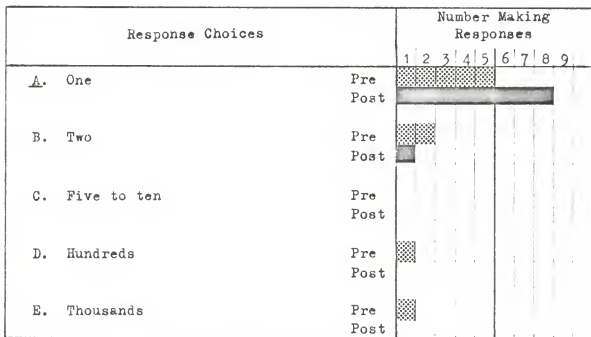 Response Choices
Number Making
Responses
1 2 3 4 5 6 7 8 9
A. One Pre
Post
B. Two Pre
Post
C. Five to ten Pre
Post
D. Hundreds Pre
Post
E. Thousands Pre
Post